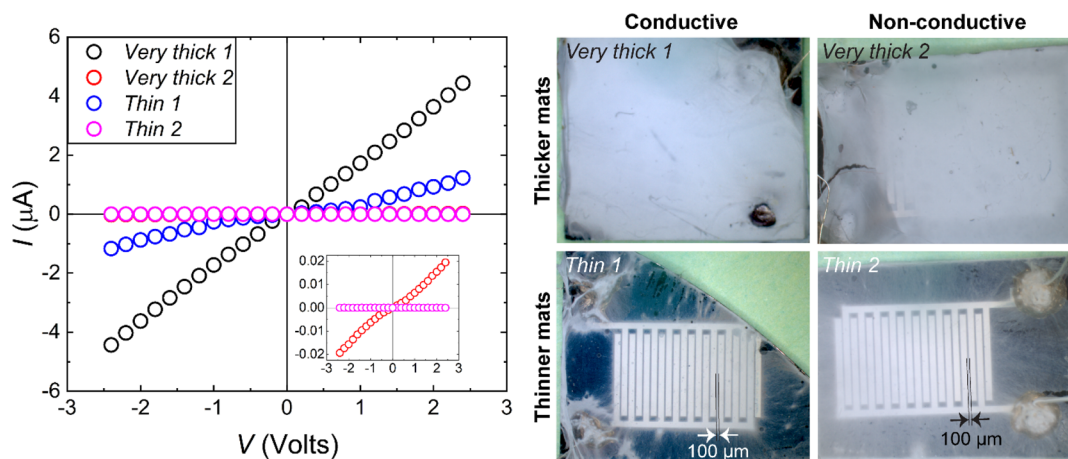 Very thick 1
Very thick 2
Thin 1
Thin 2
I (μA)
6
4
2
0
-2
-4
-6
-3
-2
-1
0
1
2
3
V (Volts)
0.02
0.01
0.00
-0.01
-0.02
-3
-2
-1
0
1
2
3
Conductive
Non-conductive
Thicker mats
Very thick 1
Very thick 2
Thinner mats
Thin 1
Thin 2
100 μm
100 μm